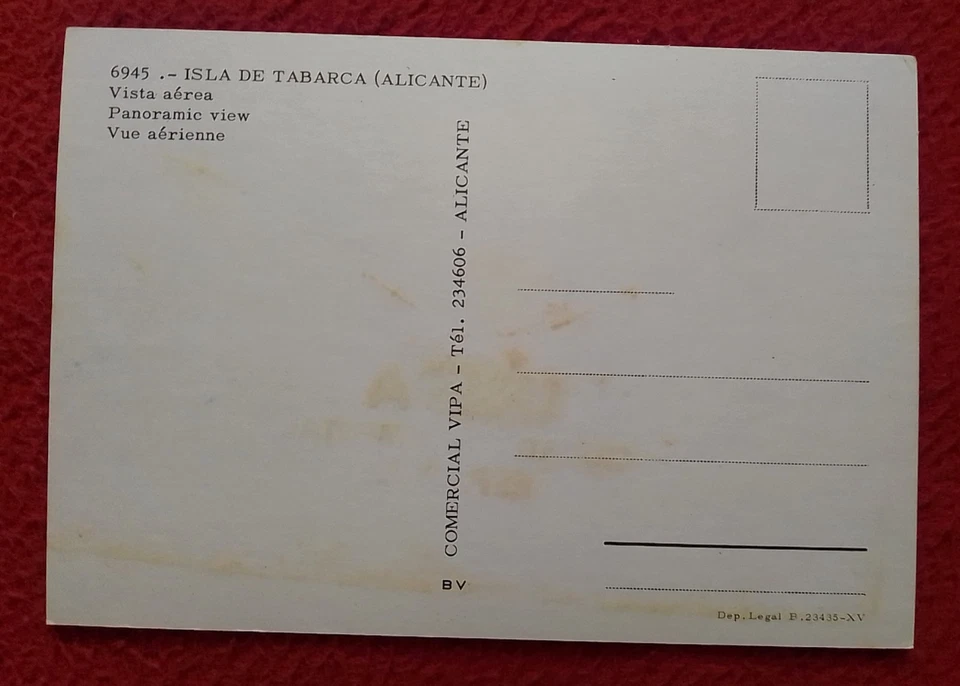 6945 .- ISLA DE TABARCA (ALICANTE)
Vista aérea
Panoramic view
Vue aérienne
COMERCIAL VIPA - Tél. 234606 - ALICANTE
BV
Dep. Legal B. 23435-XV